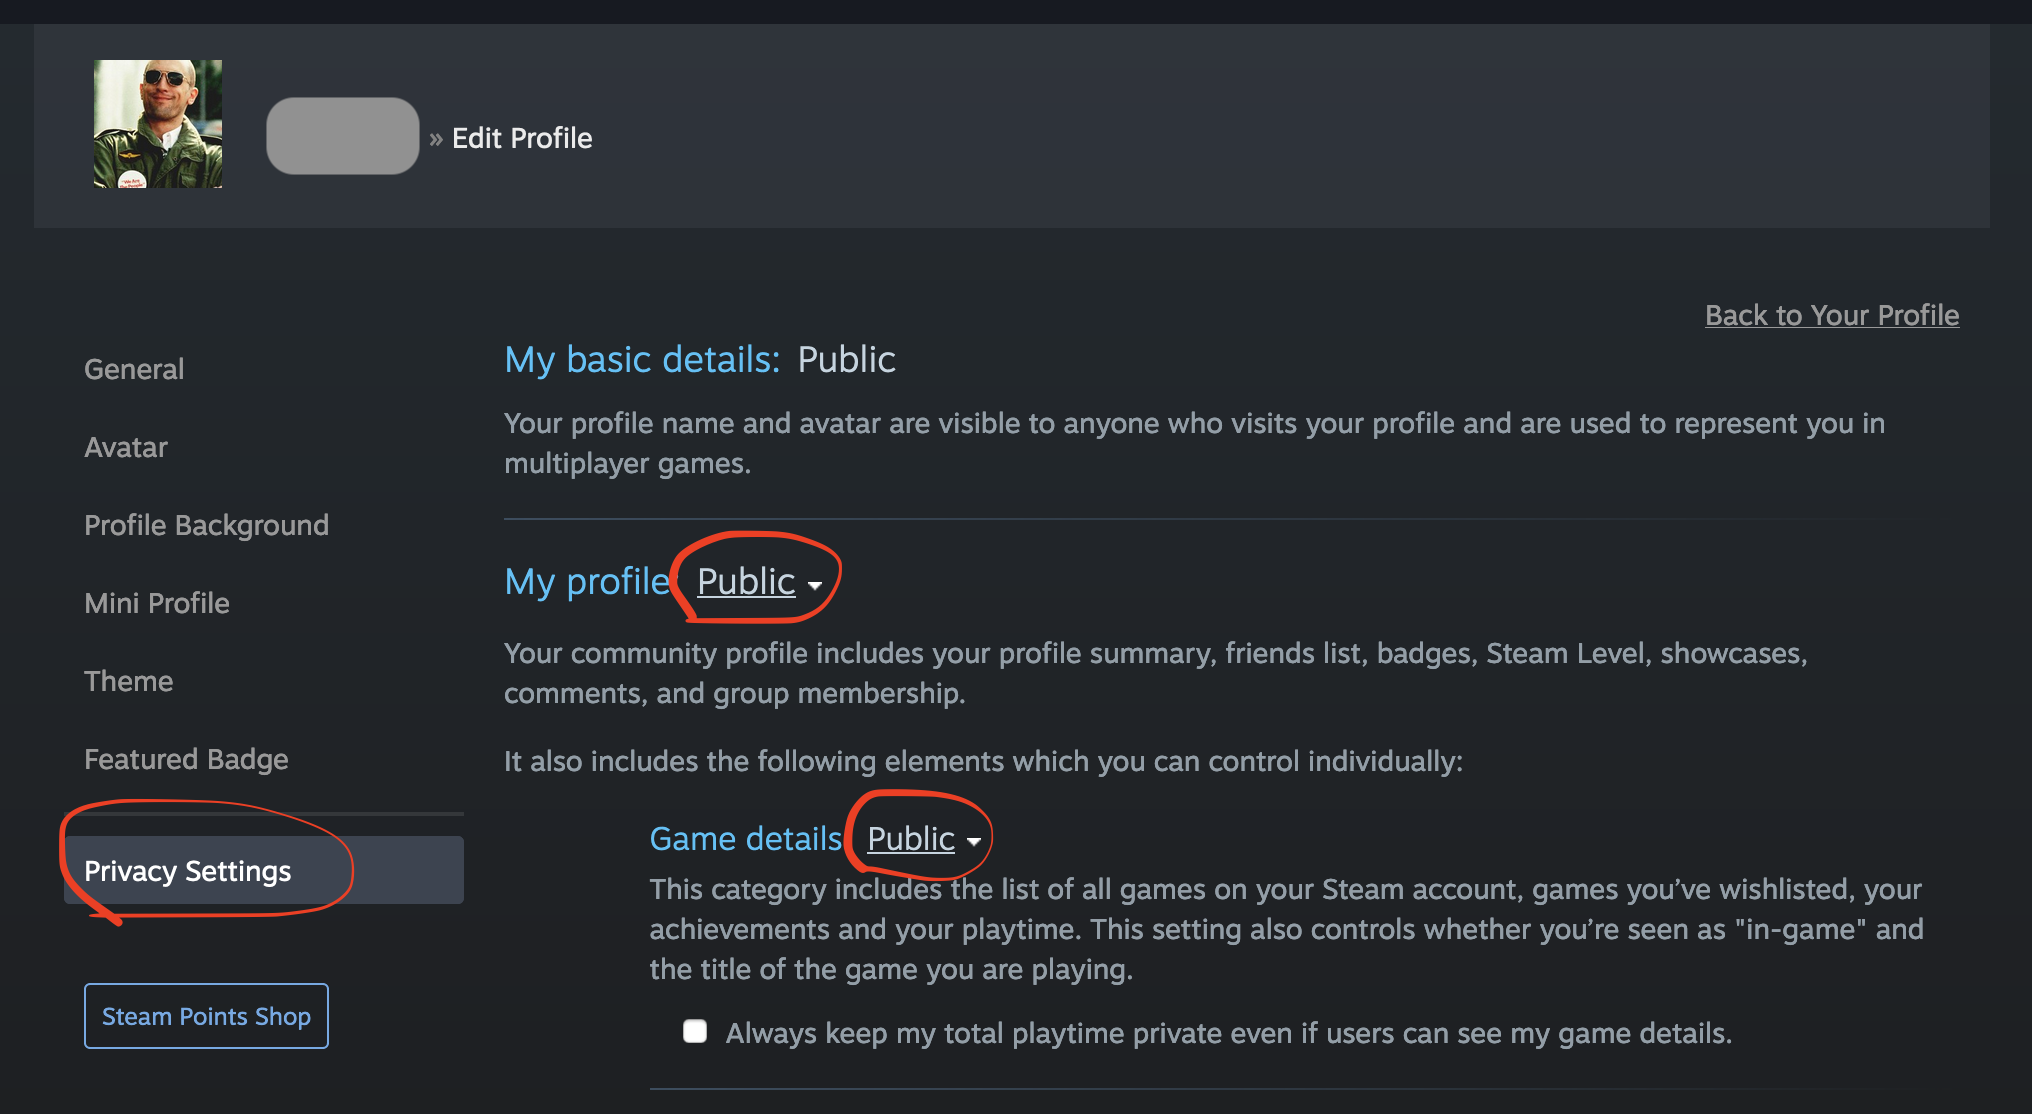 » Edit Profile
Back to Your Profile
General
Avatar
Profile Background
Mini Profile
Theme
Featured Badge
Privacy Settings
Steam Points Shop
My basic details: Public
Your profile name and avatar are visible to anyone who visits your profile and are used to represent you in
multiplayer games.
My profile: Public
Your community profile includes your profile summary, friends list, badges, Steam Level, showcases,
comments, and group membership.
It also includes the following elements which you can control individually:
Game details Public
This category includes the list of all games on your Steam account, games you’ve wishlisted, your
achievements and your playtime. This setting also controls whether you’re seen as "in-game" and
the title of the game you are playing.
Always keep my total playtime private even if users can see my game details.